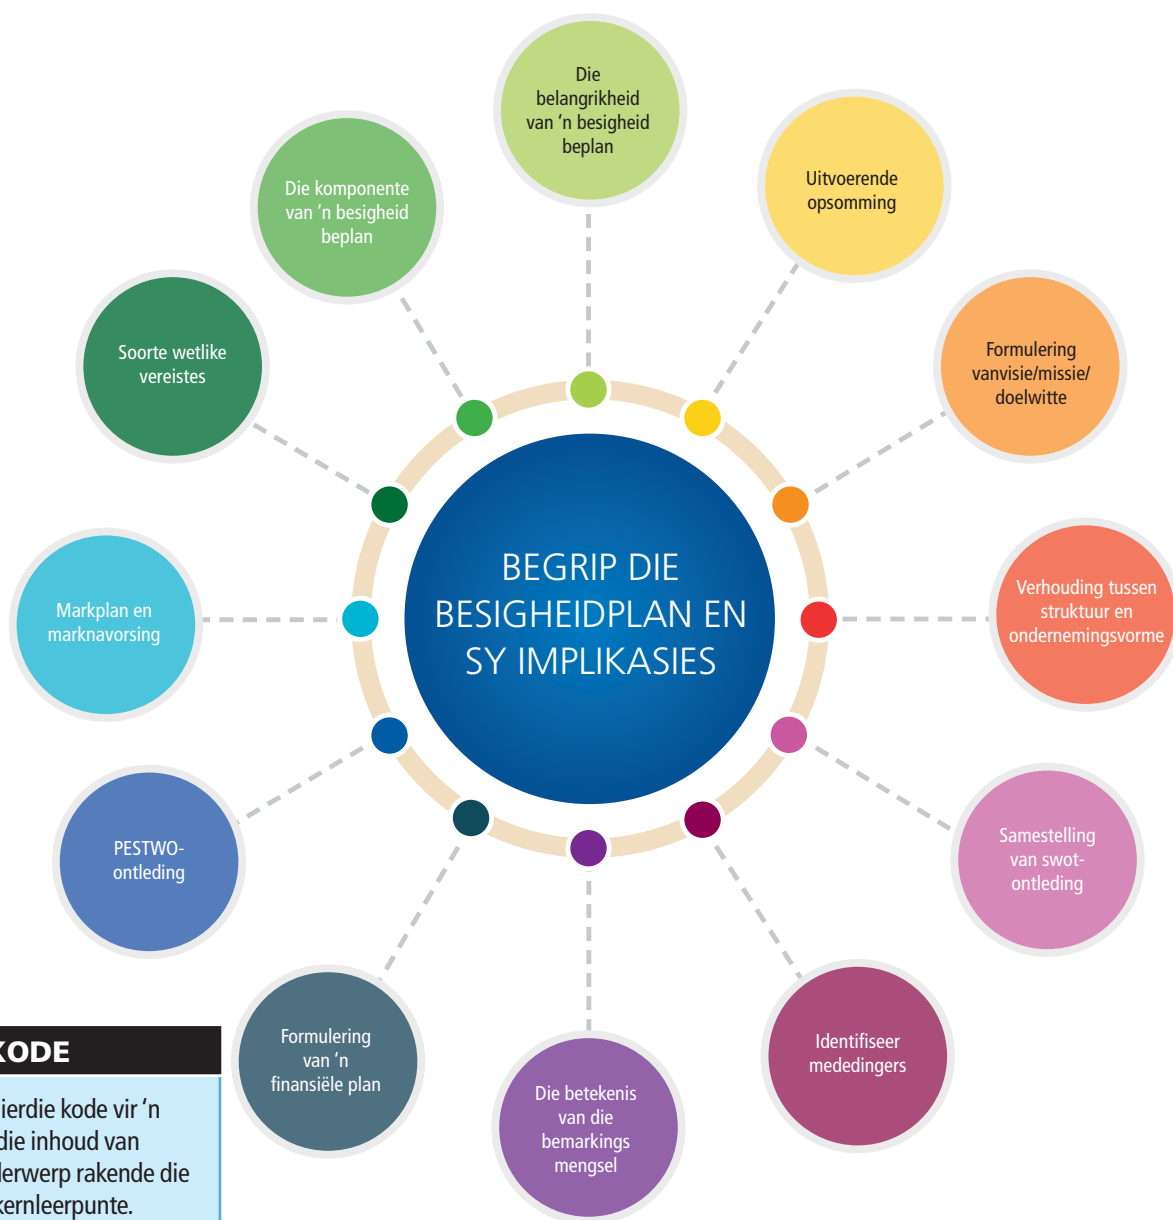 Die
belangrikheid
van ’n besigheid
beplan
Uitvoerende
opsomming
Formulering
vanvisie/missie/
doelwitte
Verhouding tussen
struktuur en
ondernemingsvorme
Samestelling
van swot-
ontleding
Identifiseer
mededingers
Die betekenis
van die
bemarkings
mengsel
Formulering
van ’n
finansiële plan
PESTWO-
ontleding
Markplan en
marknavorsing
Soorte wetlike
vereistes
Die komponente
van ’n besigheid
beplan
BEGRIP DIE
BESIGHEIDPLAN EN
SY IMPLIKASIES
KODE
kode vir ’n
die inhoud van
rakende die
kernleerpunte.